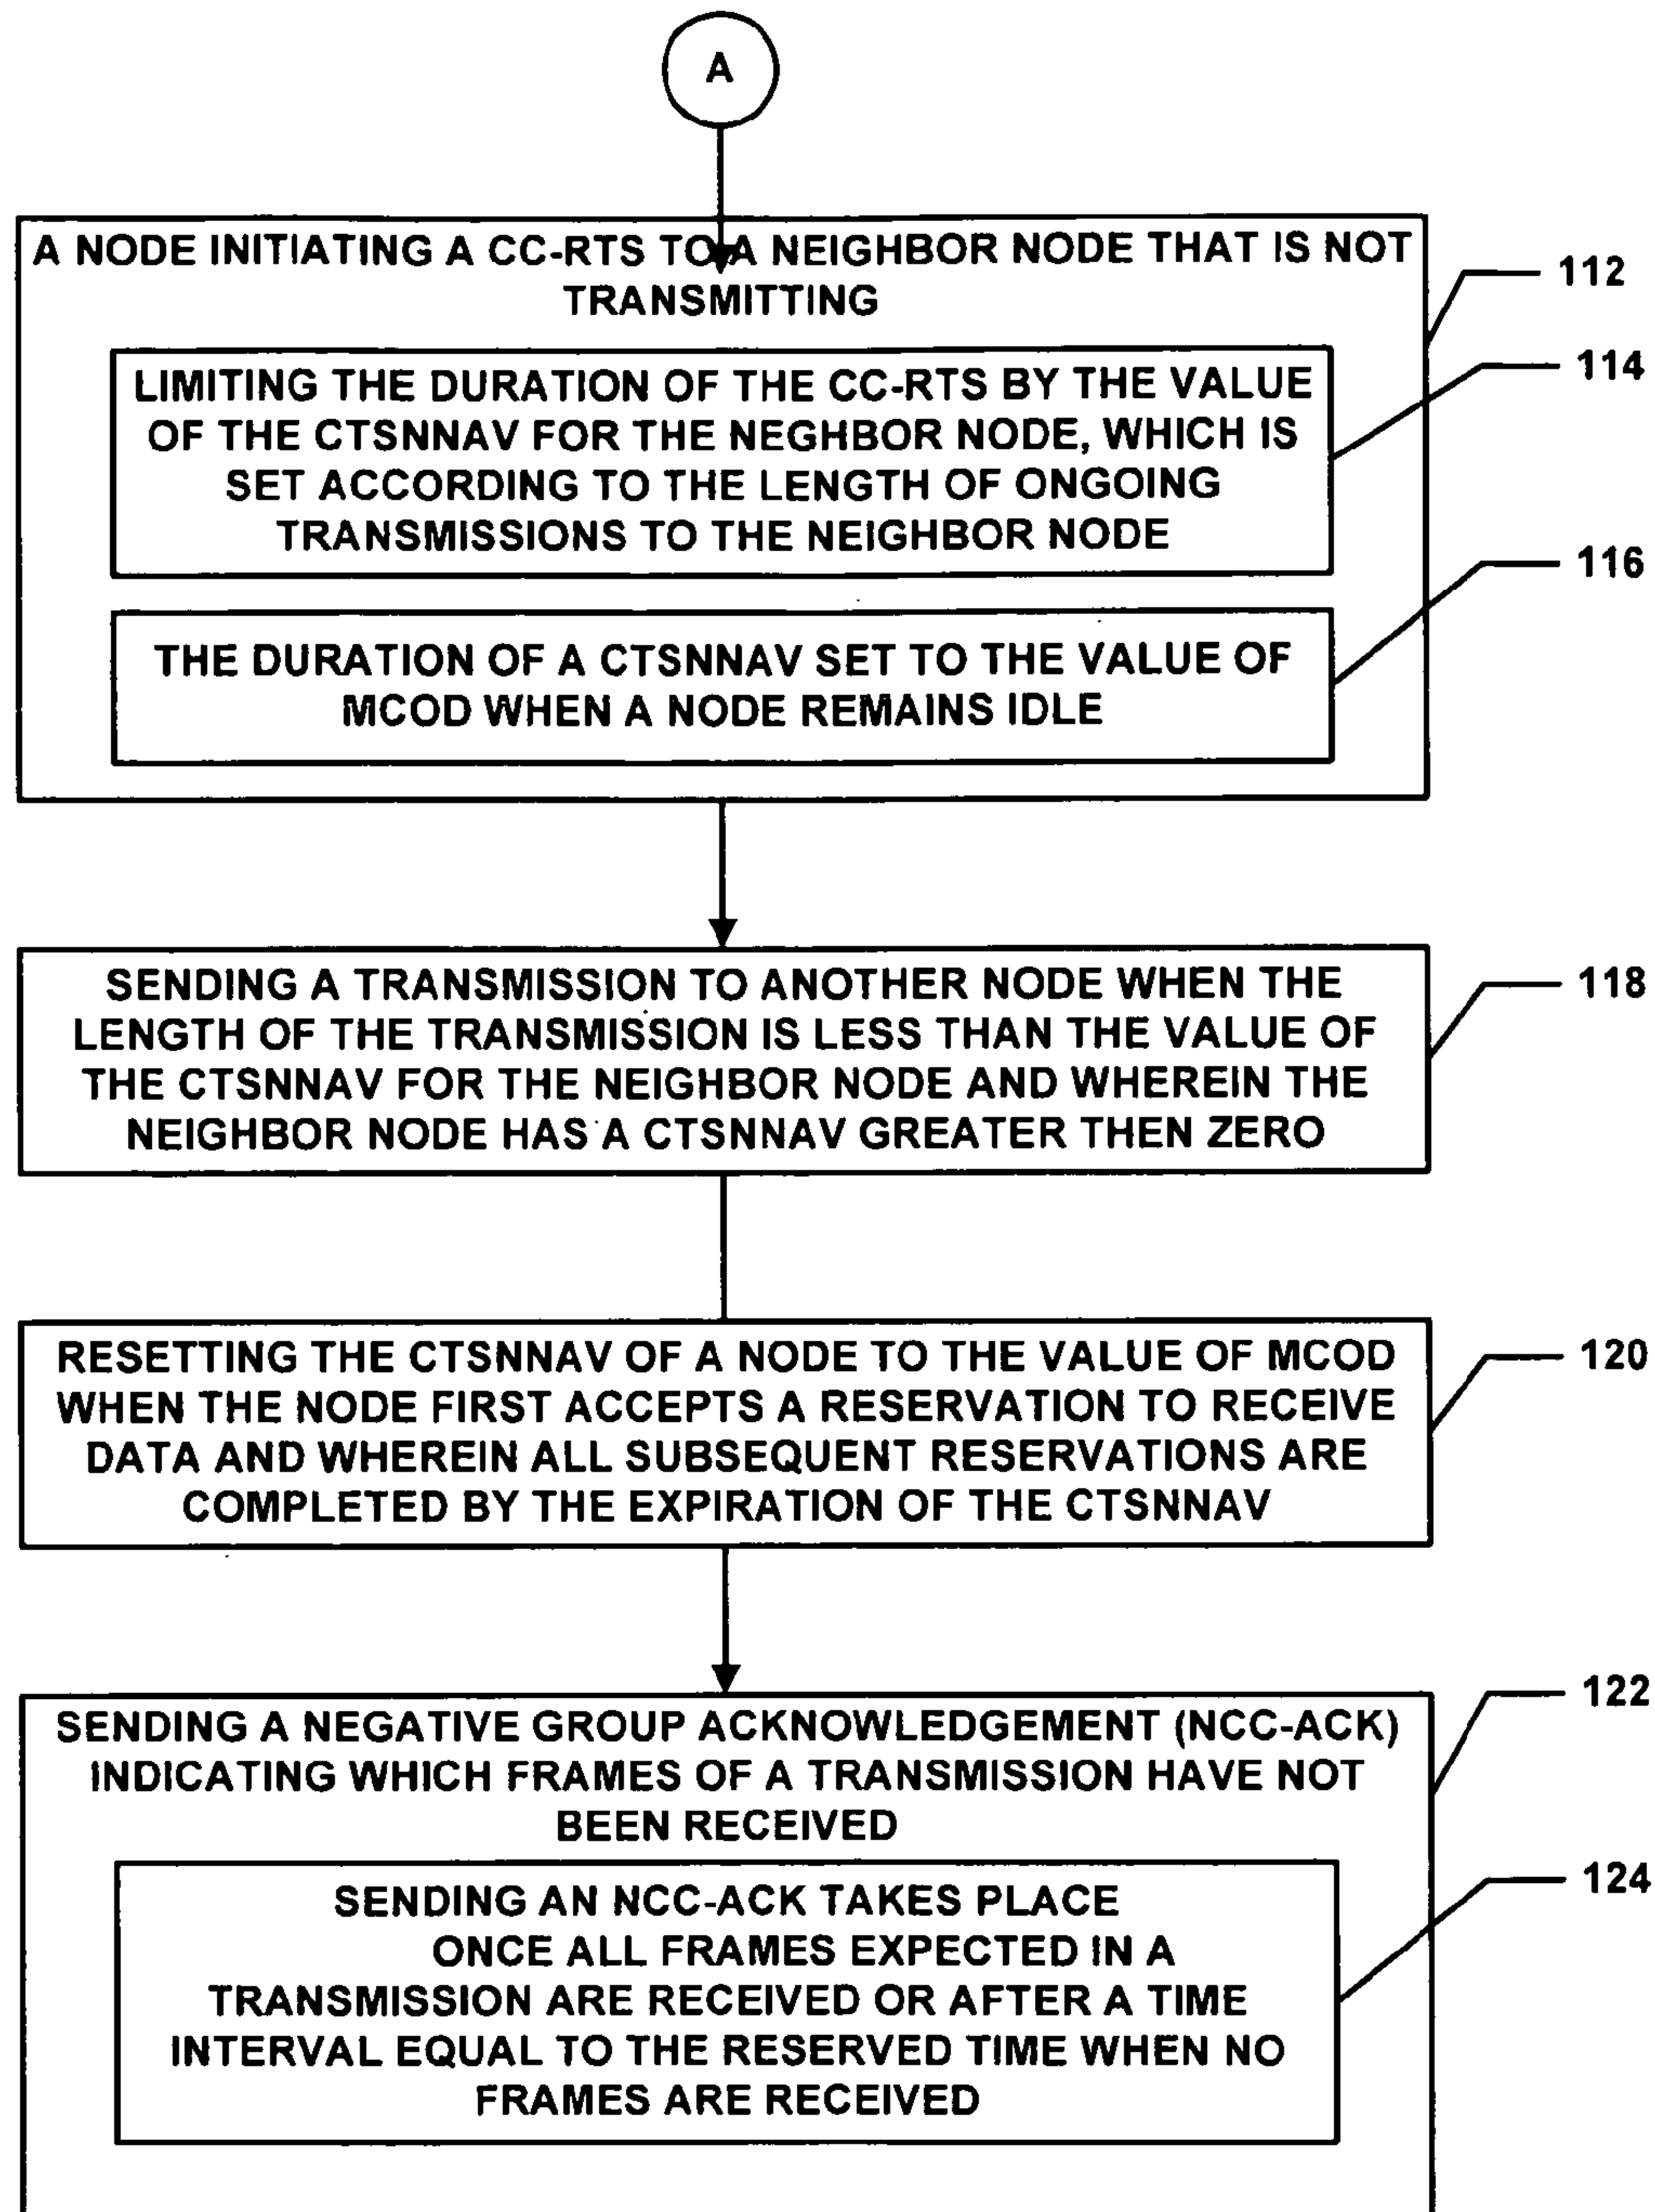 A
A NODE INITIATING A CC-RTS TO A NEIGHBOR NODE THAT IS NOT
TRANSMITTING
112
LIMITING THE DURATION OF THE CC-RTS BY THE VALUE
OF THE CTSNNAV FOR THE NEGHBOR NODE, WHICH IS
SET ACCORDING TO THE LENGTH OF ONGOING
TRANSMISSIONS TO THE NEIGHBOR NODE
114
THE DURATION OF A CTSNNAV SET TO THE VALUE OF
MCOD WHEN A NODE REMAINS IDLE
116
SENDING A TRANSMISSION TO ANOTHER NODE WHEN THE
LENGTH OF THE TRANSMISSION IS LESS THAN THE VALUE OF
THE CTSNNAV FOR THE NEIGHBOR NODE AND WHEREIN THE
NEIGHBOR NODE HAS A CTSNNAV GREATER THEN ZERO
118
RESETTING THE CTSNNAV OF A NODE TO THE VALUE OF MCOD
WHEN THE NODE FIRST ACCEPTS A RESERVATION TO RECEIVE
DATA AND WHEREIN ALL SUBSEQUENT RESERVATIONS ARE
COMPLETED BY THE EXPIRATION OF THE CTSNNAV
120
SENDING A NEGATIVE GROUP ACKNOWLEDGEMENT (NCC-ACK)
INDICATING WHICH FRAMES OF A TRANSMISSION HAVE NOT
BEEN RECEIVED
122
SENDING AN NCC-ACK TAKES PLACE
ONCE ALL FRAMES EXPECTED IN A
TRANSMISSION ARE RECEIVED OR AFTER A TIME
INTERVAL EQUAL TO THE RESERVED TIME WHEN NO
FRAMES ARE RECEIVED
124